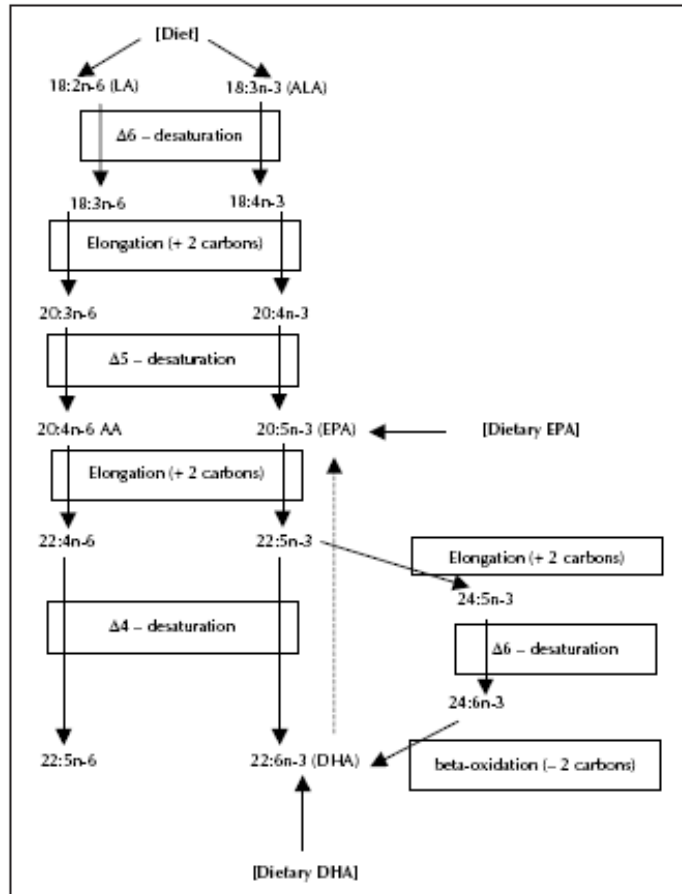 [Diet]
18:2n-6 (LA) 18:3n-3 (ALA)
Δ6 – desaturation
18:3n-6 18:4n-3
Elongation (+ 2 carbons)
20:3n-6 20:4n-3
Δ5 – desaturation
20:4n-6 AA 20:5n-3 (EPA) [Dietary EPA]
Elongation (+ 2 carbons)
22:4n-6 22:5n-3
Elongation (+ 2 carbons)
24:5n-3
Δ4 – desaturation
Δ6 – desaturation
24:6n-3
22:5n-6 22:6n-3 (DHA) beta-oxidation (– 2 carbons)
[Dietary DHA]